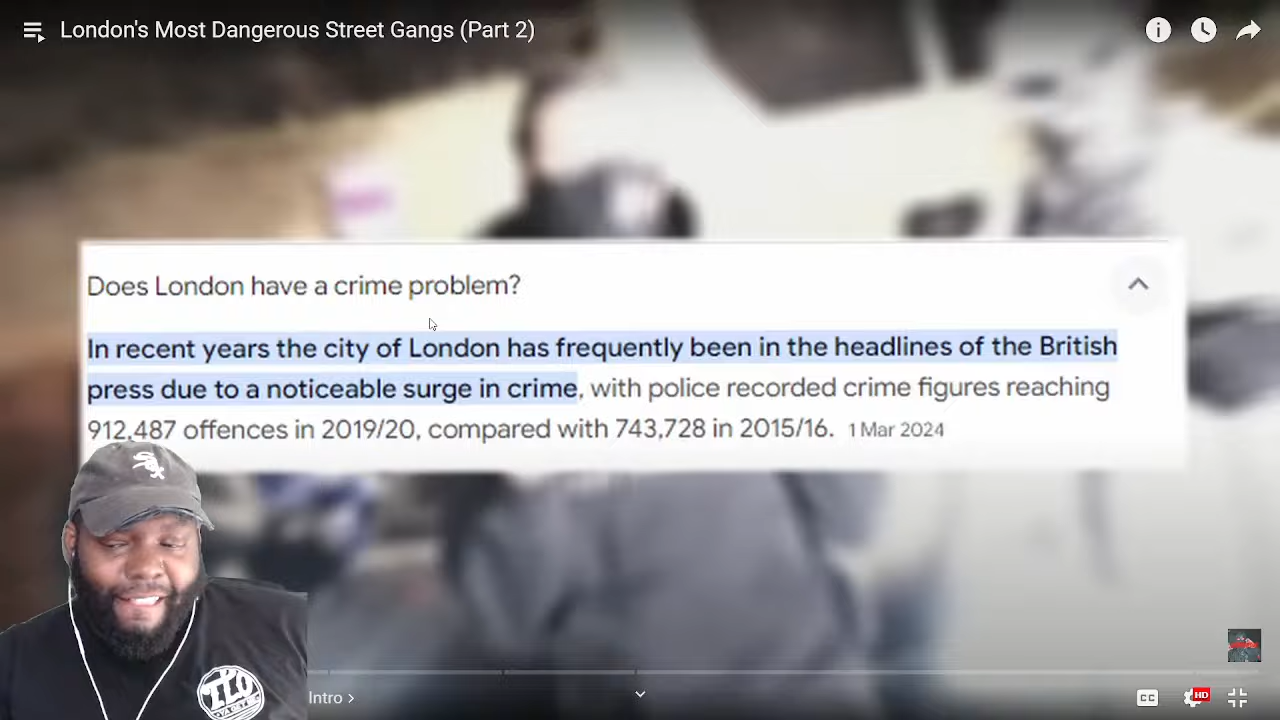 London's Most Dangerous Street Gangs (Part 2)
Does London have a crime problem?
In recent years the city of London has frequently been in the headlines of the British
press due to a noticeable surge in crime, with police recorded crime figures reaching
912,487 offences in 2019/20, compared with 743,728 in 2015/16. 1 Mar 2024
TLO
Intro >
CC
HD